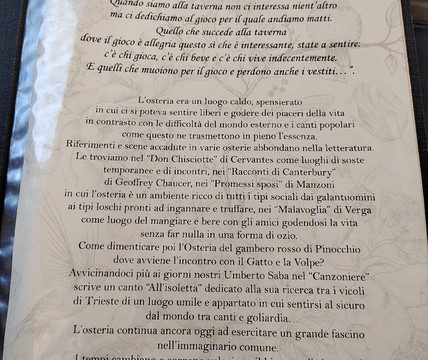 Quando siamo alla taverna non ci interessa nient'altro
ma ci dedichiamo al gioco per il quale andiamo matti.
Quello che succede alla taverna
dove il gioco è allegria questo sì che è interessante, state a sentire:
c'è chi gioca, c'è chi beve e c'è chi vive indecentemente.
E quelli che muoiono per il gioco e perdono anche i vestiti…".
L'osteria era un luogo caldo, spensierato
in cui ci si poteva sentire liberi e godere dei piaceri della vita
in contrasto con le difficoltà del mondo esterno e i canti popolari
come questo ne trasmettono in pieno l'essenza.
Riferimenti e scene accadute in varie osterie abbondano nella letteratura.
Le troviamo nel "Don Chisciotte" di Cervantes come luoghi di soste
temporanee e di incontri, nei "Racconti di Canterbury"
di Geoffrey Chaucer, nei "Promessi sposi" di Manzoni
in cui l'osteria è un ambiente ricco di tutti i tipi sociali dai galantuomini
ai tipi loschi pronti ad ingannare e truffare, nei "Malavoglia" di Verga
come luogo del mangiare e bere con gli amici godendosi la vita
senza far nulla in una forma di ozio.
Come dimenticare poi l'Osteria del gambero rosso di Pinocchio
dove avviene l'incontro con il Gatto e la Volpe?
Avvicinandoci più ai giorni nostri Umberto Saba nel "Canzoniere"
scrive un canto "All'isoletta" dedicato alla sua ricerca tra i vicoli
di Trieste di un luogo umile e appartato in cui sentirsi al sicuro
dal mondo tra canti e goliardia.
L'osteria continua ancora oggi ad esercitare un grande fascino
nell'immaginario comune.
I tempi cambiano